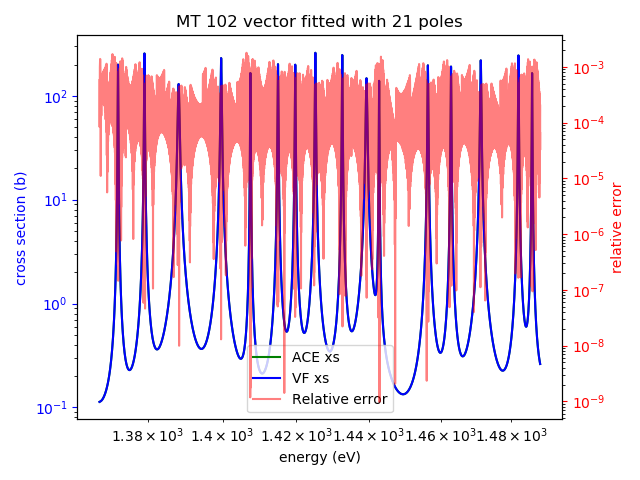 MT 102 vector fitted with 21 poles
cross section (b)
10² 10¹ 10⁰ 10⁻¹
10⁻³ 10⁻⁴ 10⁻⁵ 10⁻⁶ 10⁻⁷ 10⁻⁸ 10⁻⁹
relative error
ACE xs
VF xs
Relative error
1.38 × 10³ 1.4 × 10³ 1.42 × 10³ 1.44 × 10³ 1.46 × 10³ 1.48 × 10³
energy (eV)